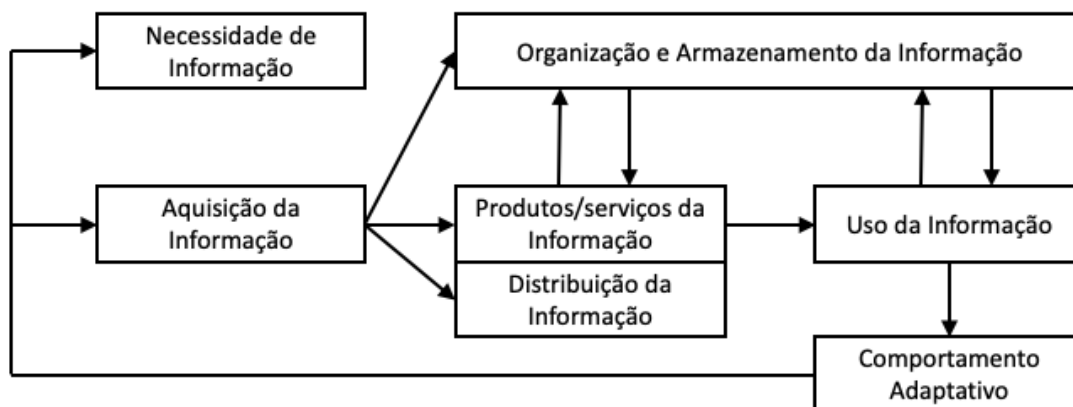 Necessidade de
Informação
Organização e Armazenamento da Informação
Aquisição da
Informação
Produtos/serviços da
Informação
Uso da Informação
Distribuição da
Informação
Comportamento
Adaptativo